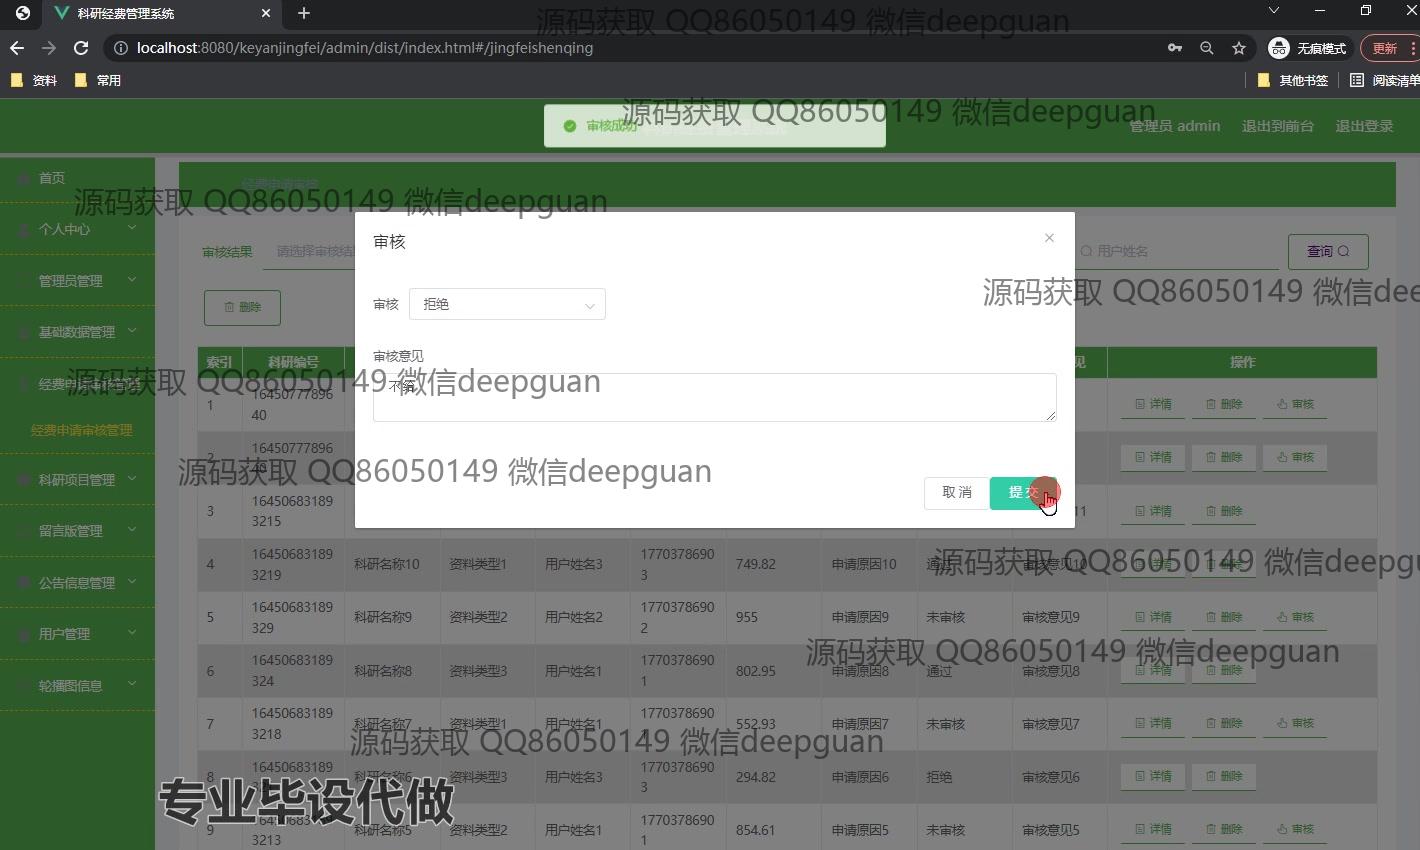 科研经费管理系统
localhost:8080/keyanjingfei/admin/dist/index.html#/jingfeishenqing
无痕模式
更新
资料
常用
其他书签
阅读清单
源码获取 QQ86050149 微信deepguan
审核成功
源码获取 QQ86050149 微信deepguan
管理员 admin
退出到前台
退出登录
首页
个人中心
管理员管理
基础数据管理
经费申请审核管理
经费申请审核管理
科研项目管理
留言版管理
公告信息管理
用户管理
轮播图信息
源码获取 QQ86050149 微信deepguan
审核结果
用户姓名
查询
删除
源码获取 QQ86050149 微信dee
审核
审核 拒绝
审核意见
取 消
提 交
源码获取 QQ86050149 微信deepguan
源码获取 QQ86050149 微信deepguan
索引 科研编号 操作
1 1645077789640 详情 删除 审核
2 详情 删除 审核
3 164506831893215 详情 删除
4 164506831893219 科研名称10 资料类型1 用户姓名3 17703786903 749.82 申请原因10 通过 审核意见10
源码获取 QQ86050149 微信deepgu
5 16450683189329 科研名称9 资料类型2 用户姓名2 17703786902 955 申请原因9 未审核 审核意见9 详情 删除 审核
6 16450683189324 科研名称8 资料类型3 用户姓名1 17703786901 802.95 申请原因8 通过 审核意见8 详情 删除
源码获取 QQ86050149 微信deepguan
7 164506831893218 科研名称7 资料类型1 用户姓名1 552.93 申请原因7 未审核 审核意见7 详情 删除 审核
源码获取 QQ86050149 微信deepguan
8 科研名称6 资料类型3 用户姓名3 17703786903 294.82 申请原因6 拒绝 审核意见6 详情 删除
9 科研名称5 资料类型2 用户姓名1 17703786901 854.61 申请原因5 未审核 审核意见5 详情 删除 审核
专业毕设代做